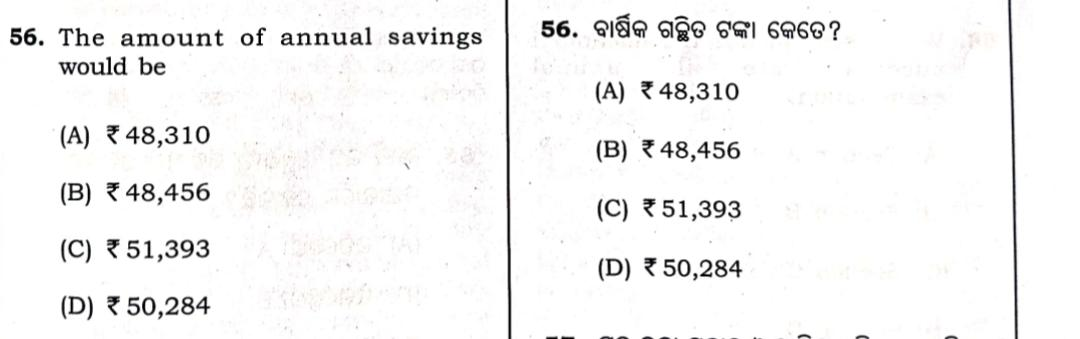 56. The amount of annual savings
would be
(A) ₹ 48,310
(B) ₹ 48,456
(C) ₹ 51,393
(D) ₹ 50,284
56. ବାର୍ଷିକ ଗଚ୍ଛିତ ଟଙ୍କା କେତେ?
(A) ₹ 48,310
(B) ₹ 48,456
(C) ₹ 51,393
(D) ₹ 50,284